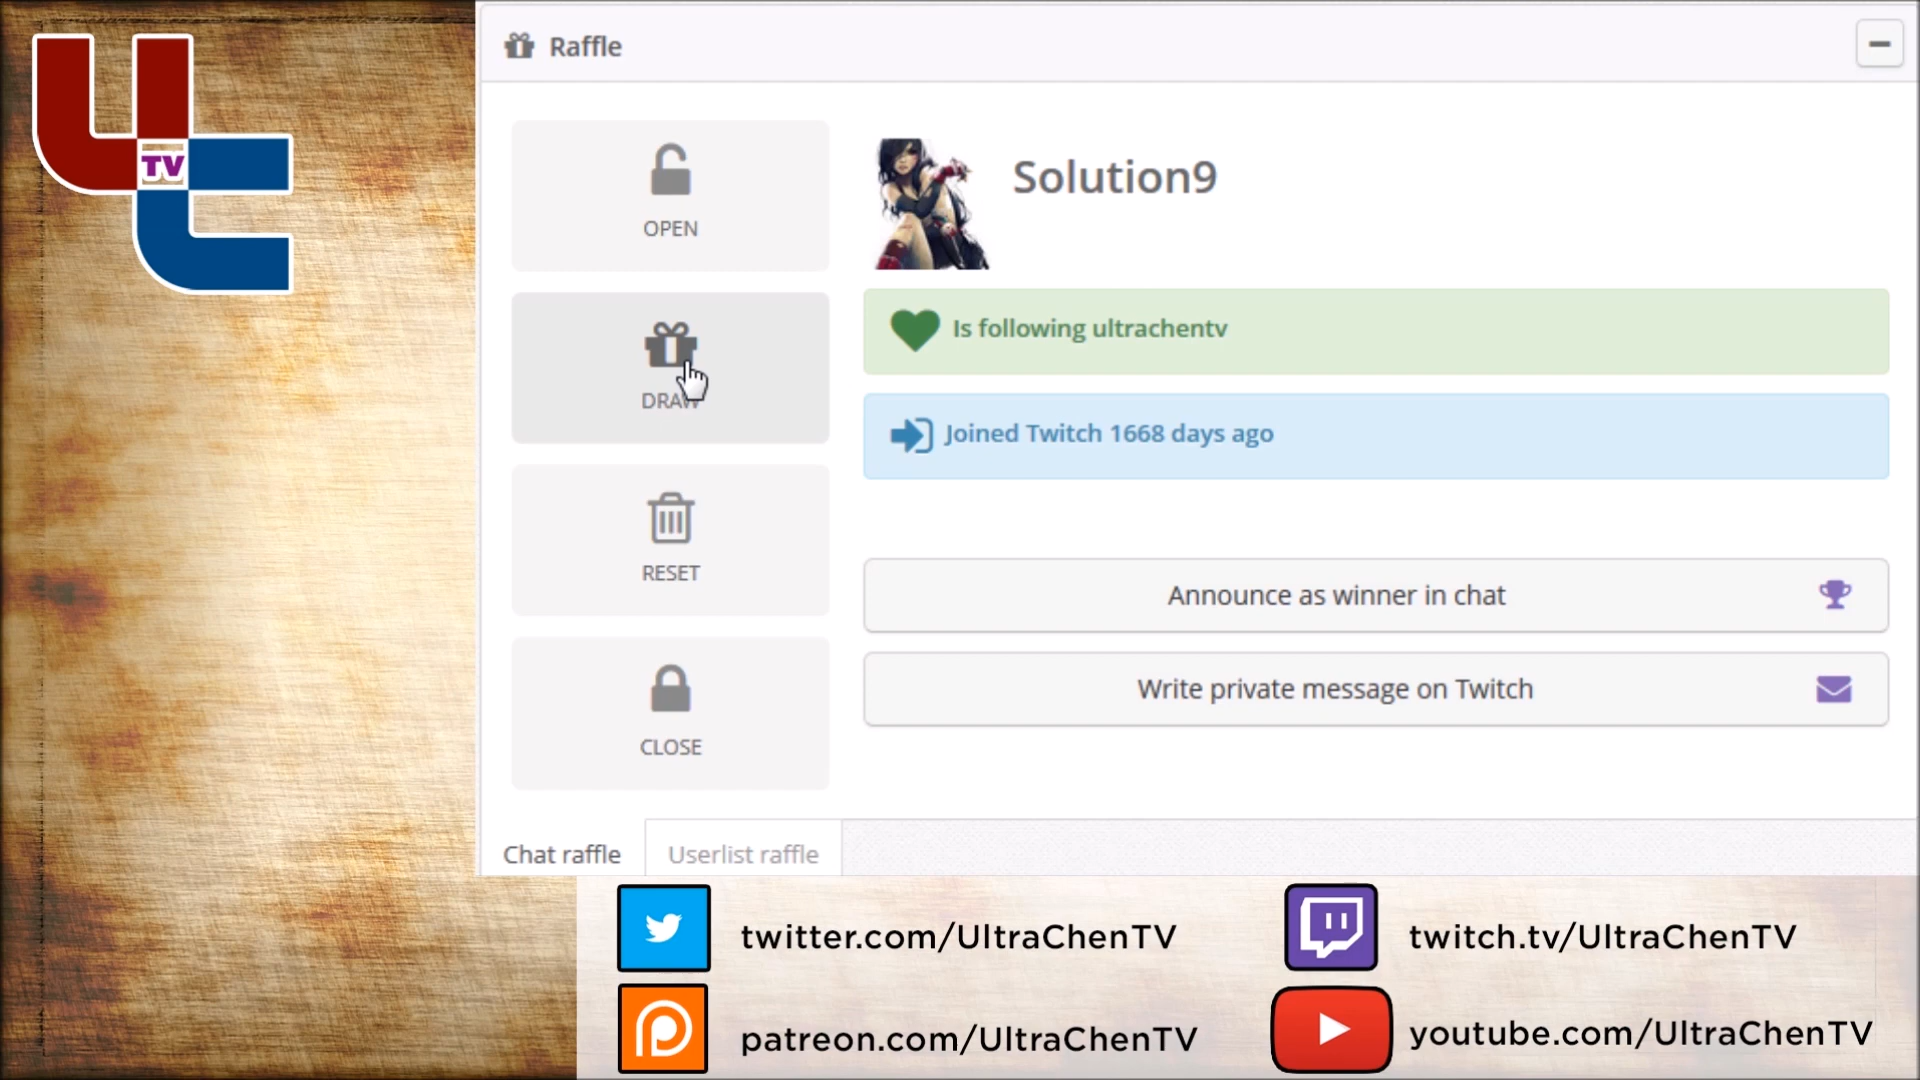 UC
TV
Raffle
OPEN
Solution9
DRAW
Is following ultrachentv
Joined Twitch 1668 days ago
RESET
Announce as winner in chat
Write private message on Twitch
CLOSE
Chat raffle
Userlist raffle
twitter.com/UltraChenTV
twitch.tv/UltraChenTV
patreon.com/UltraChenTV
youtube.com/UltraChenTV